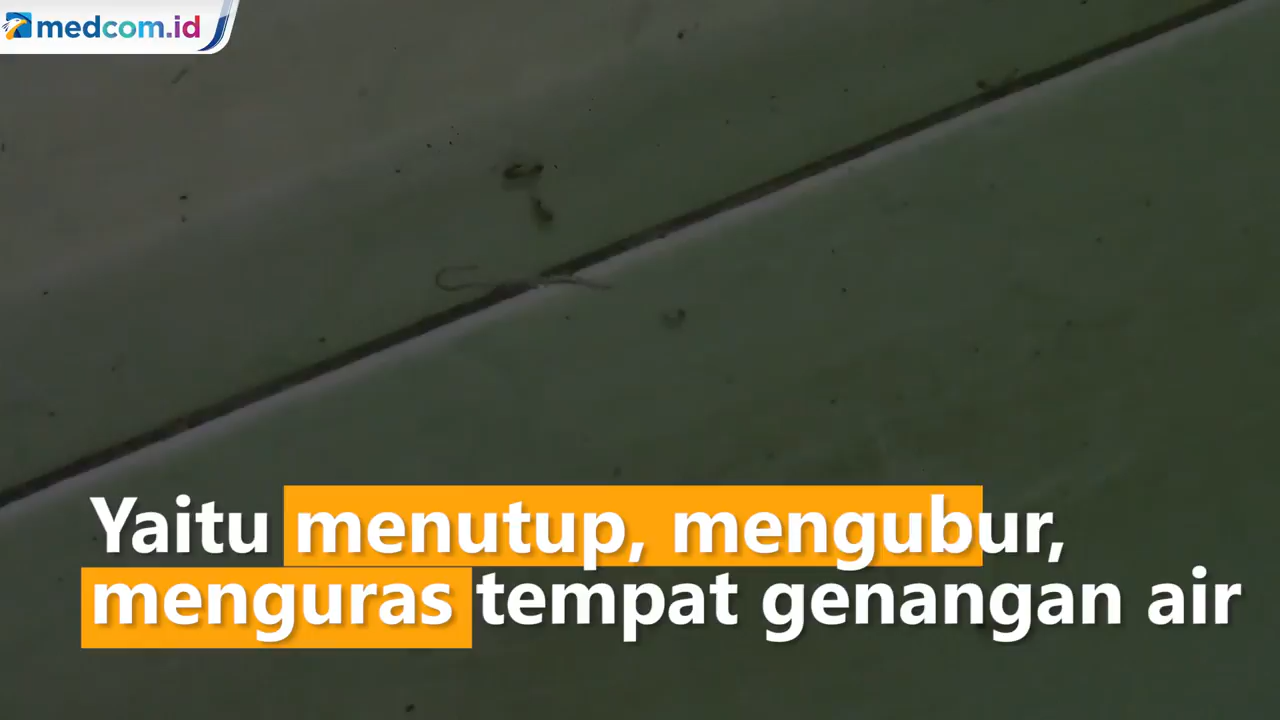 medcom.id
Yaitu menutup, mengubur,
menguras tempat genangan air